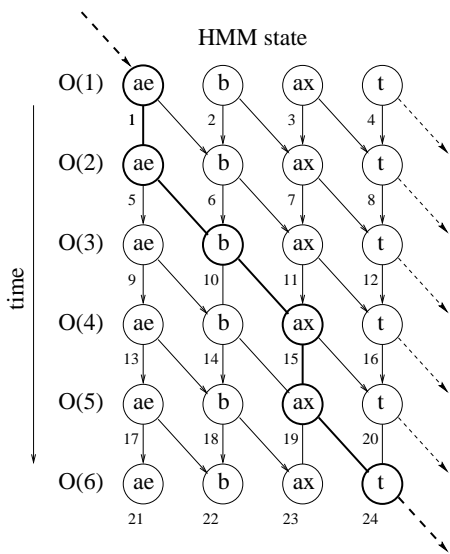 HMM state
O(1) ae b ax t
1 2 3 4
O(2) ae b ax t
5 6 7 8
O(3) ae b ax t
9 10 11 12
O(4) ae b ax t
13 14 15 16
O(5) ae b ax t
17 18 19 20
O(6) ae b ax t
21 22 23 24
time